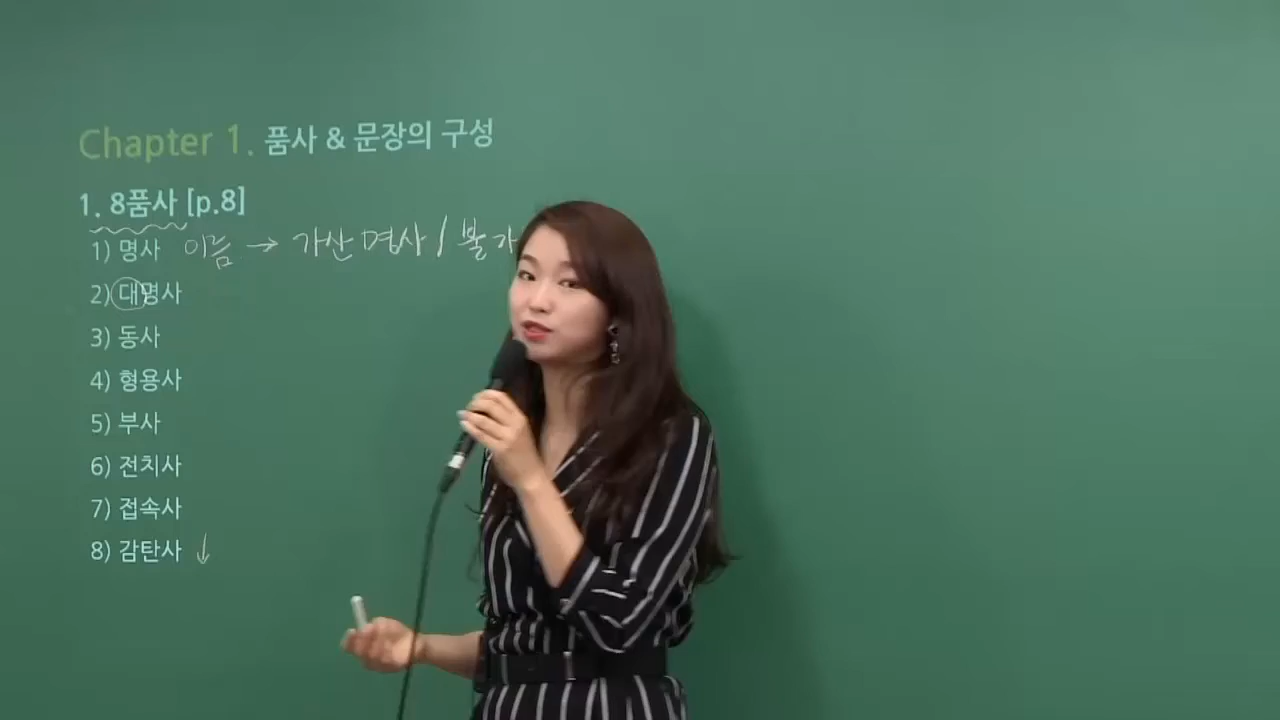 Chapter 1. 품사 & 문장의 구성
1. 8품사 [p.8]
1) 명사 이름 → 가산명사 / 불가
2) 대명사
3) 동사
4) 형용사
5) 부사
6) 전치사
7) 접속사
8) 감탄사 ↓